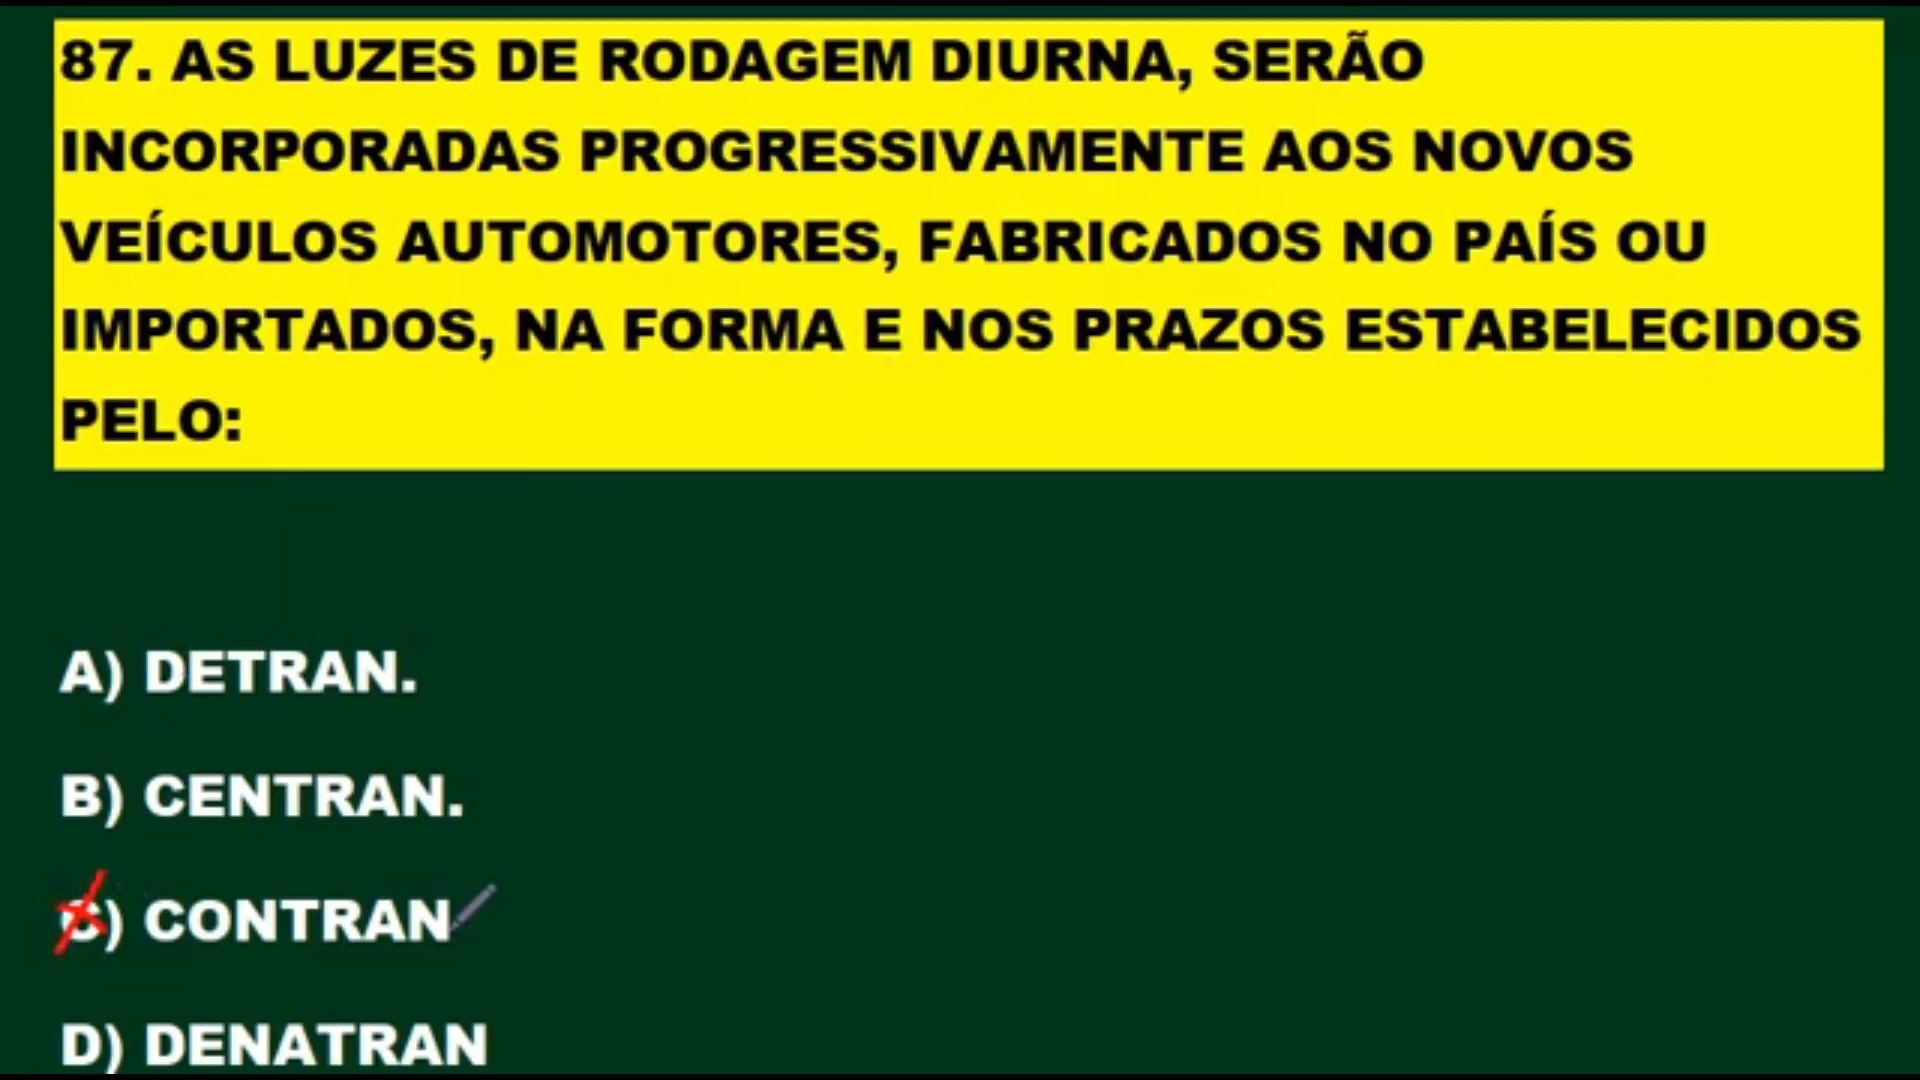 87. AS LUZES DE RODAGEM DIURNA, SERÃO
INCORPORADAS PROGRESSIVAMENTE AOS NOVOS
VEÍCULOS AUTOMOTORES, FABRICADOS NO PAÍS OU
IMPORTADOS, NA FORMA E NOS PRAZOS ESTABELECIDOS
PELO:
A) DETRAN.
B) CENTRAN.
C) CONTRAN
D) DENATRAN